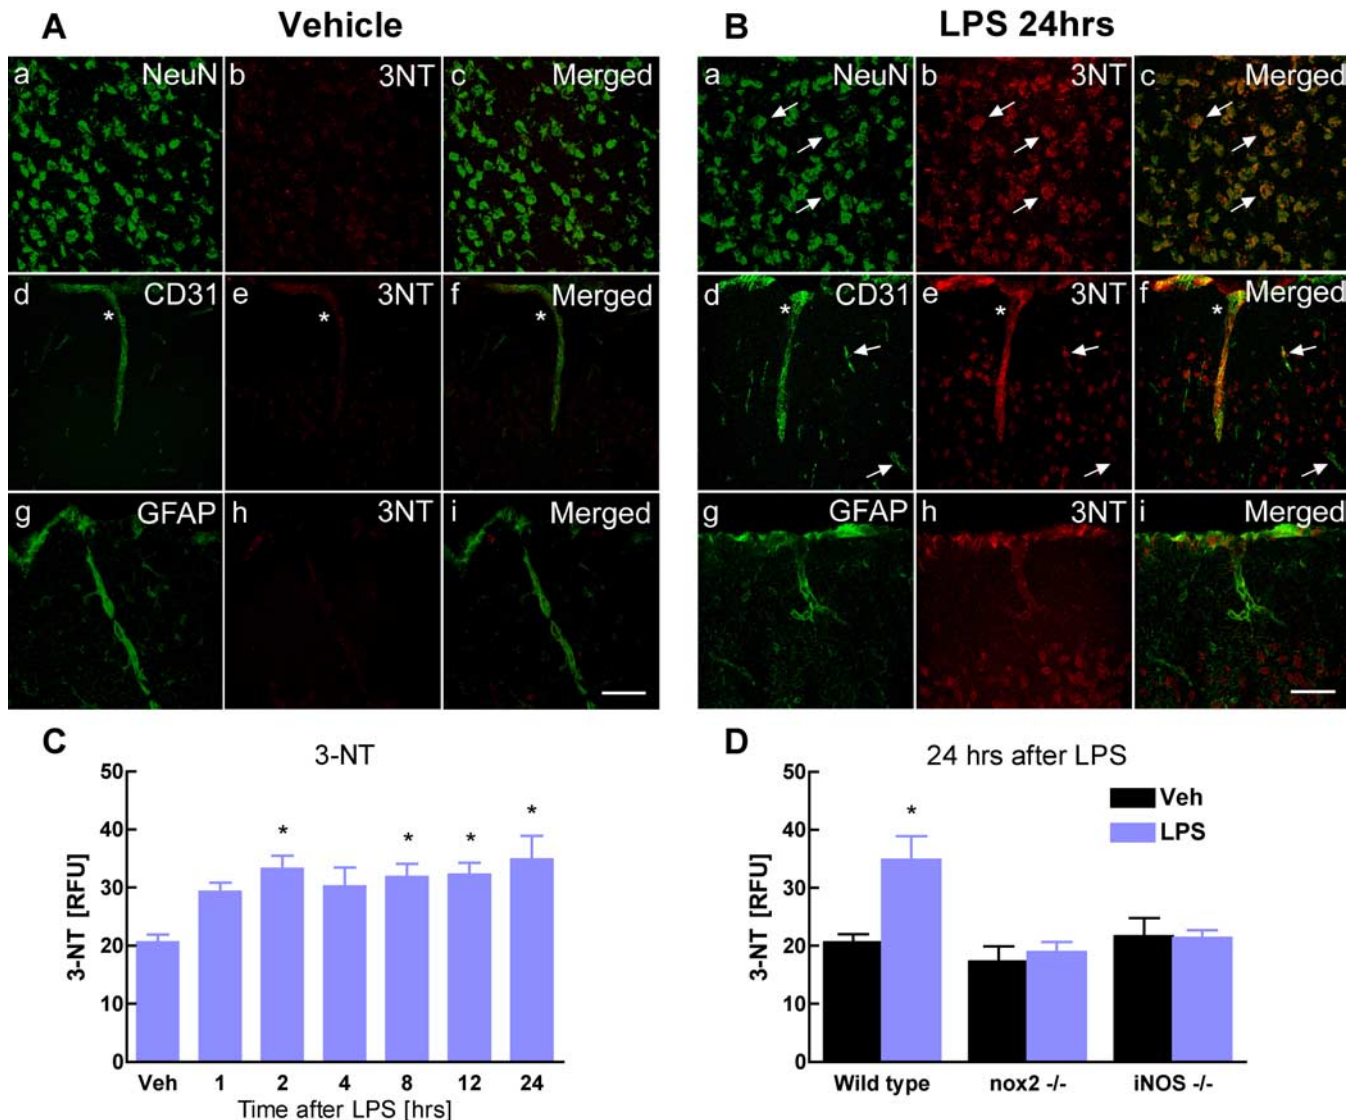 A Vehicle
a NeuN b 3NT c Merged
d CD31 e 3NT f Merged
* * *
g GFAP h 3NT i Merged
B LPS 24hrs
a NeuN b 3NT c Merged
d CD31 e 3NT f Merged
* * *
g GFAP h 3NT i Merged
C
3-NT
3-NT [RFU]
50
40
30
20
10
0
* * * *
Veh 1 2 4 8 12 24
Time after LPS [hrs]
D
24 hrs after LPS
Veh
LPS
3-NT [RFU]
50
40
30
20
10
0
*
Wild type nox2 -/- iNOS -/-